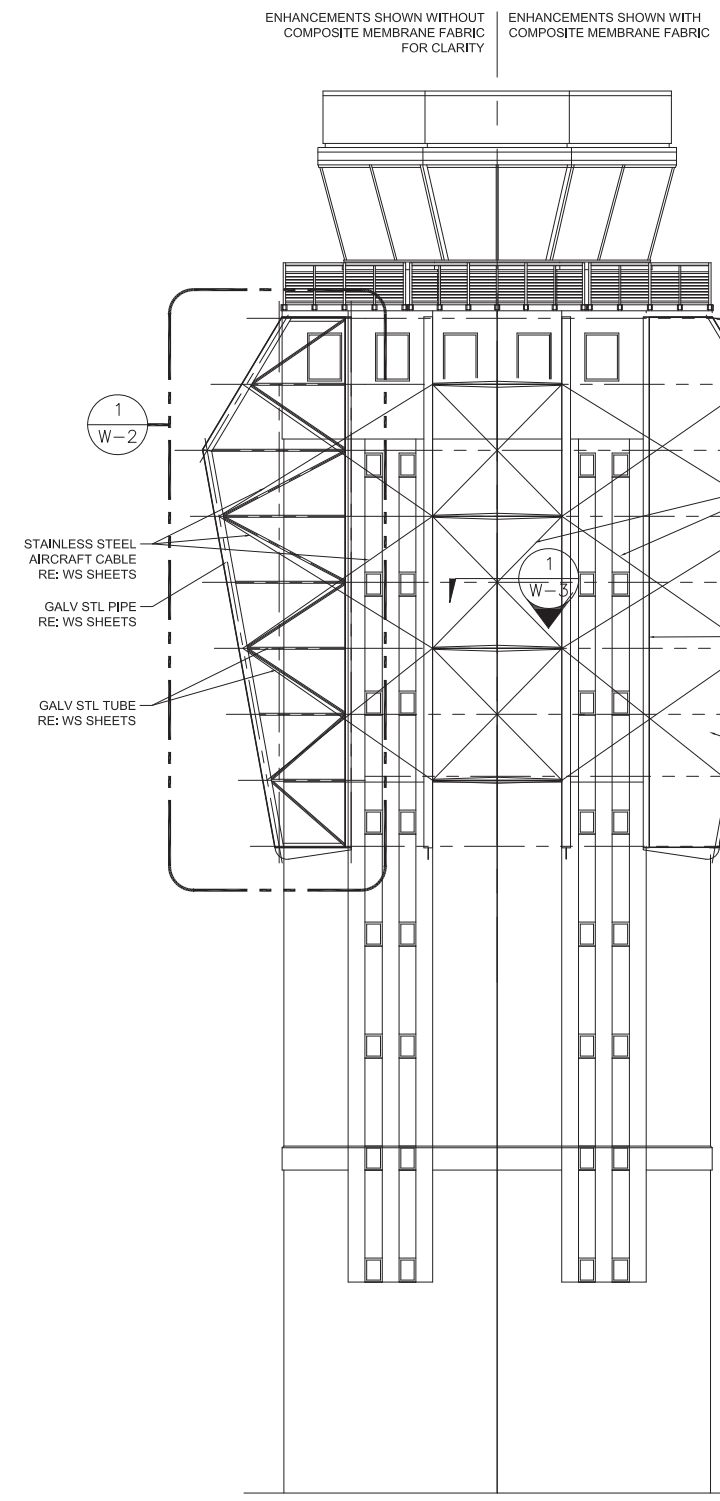 ENHANCEMENTS SHOWN WITHOUT
COMPOSITE MEMBRANE FABRIC
FOR CLARITY
ENHANCEMENTS SHOWN WITH
COMPOSITE MEMBRANE FABRIC
1
W-2
STAINLESS STEEL
AIRCRAFT CABLE
RE: WS SHEETS
1
W-3
GALV STL PIPE
RE: WS SHEETS
GALV STL TUBE
RE: WS SHEETS